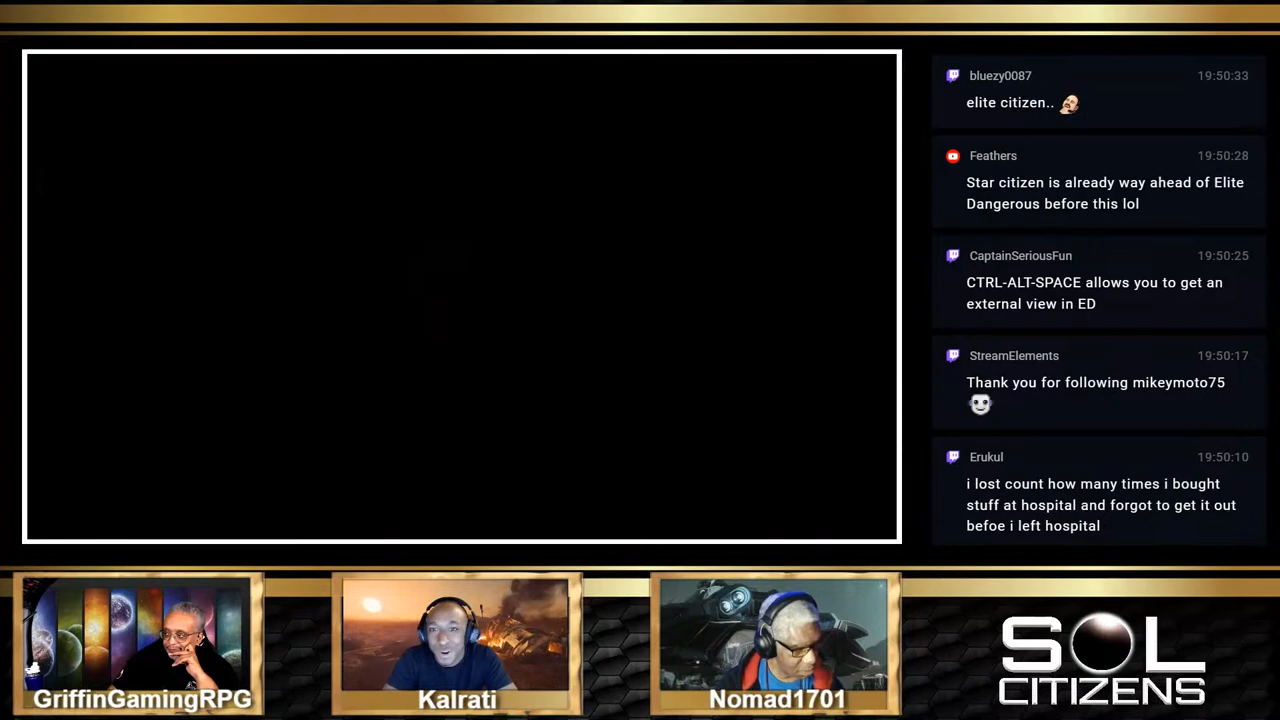 bluezy0087 19:50:33
elite citizen..
Feathers 19:50:28
Star citizen is already way ahead of Elite
Dangerous before this lol
CaptainSeriousFun 19:50:25
CTRL-ALT-SPACE allows you to get an
external view in ED
StreamElements 19:50:17
Thank you for following mikeymoto75
Erukul 19:50:10
i lost count how many times i bought
stuff at hospital and forgot to get it out
befoe i left hospital
GriffinGamingRPG
Kalrati
Nomad1701
SOL
CITIZENS